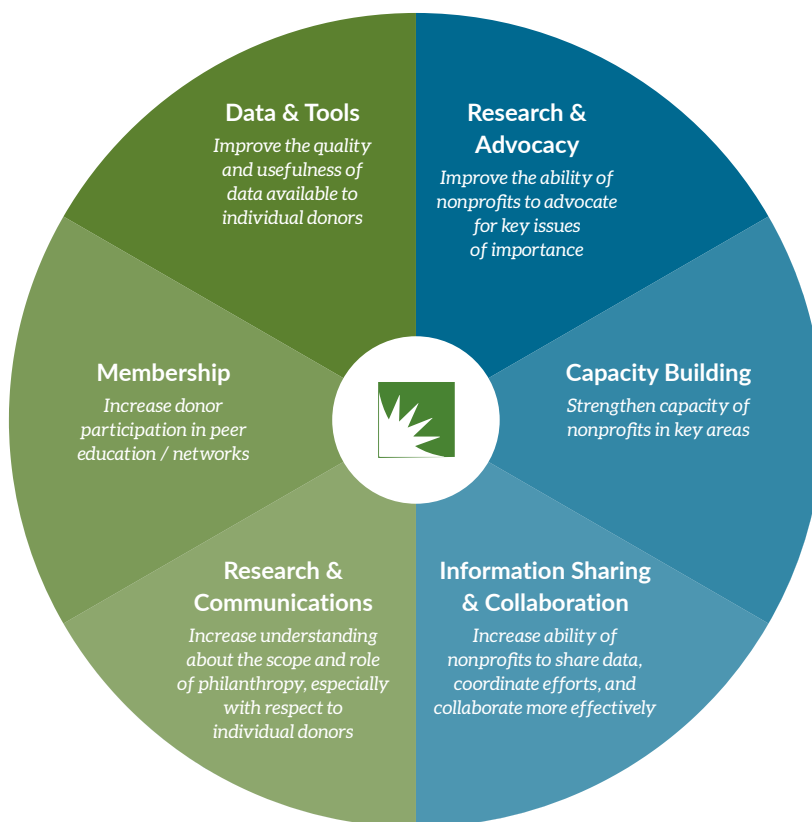 Data & Tools
Improve the quality
and usefulness of
data available to
individual donors
Research &
Advocacy
Improve the ability of
nonprofits to advocate
for key issues
of importance
Membership
Increase donor
participation in peer
education / networks
Capacity Building
Strengthen capacity of
nonprofits in key areas
Research &
Communications
Increase understanding
about the scope and role
of philanthropy, especially
with respect to
individual donors
Information Sharing
& Collaboration
Increase ability of
nonprofits to share data,
coordinate efforts, and
collaborate more effectively